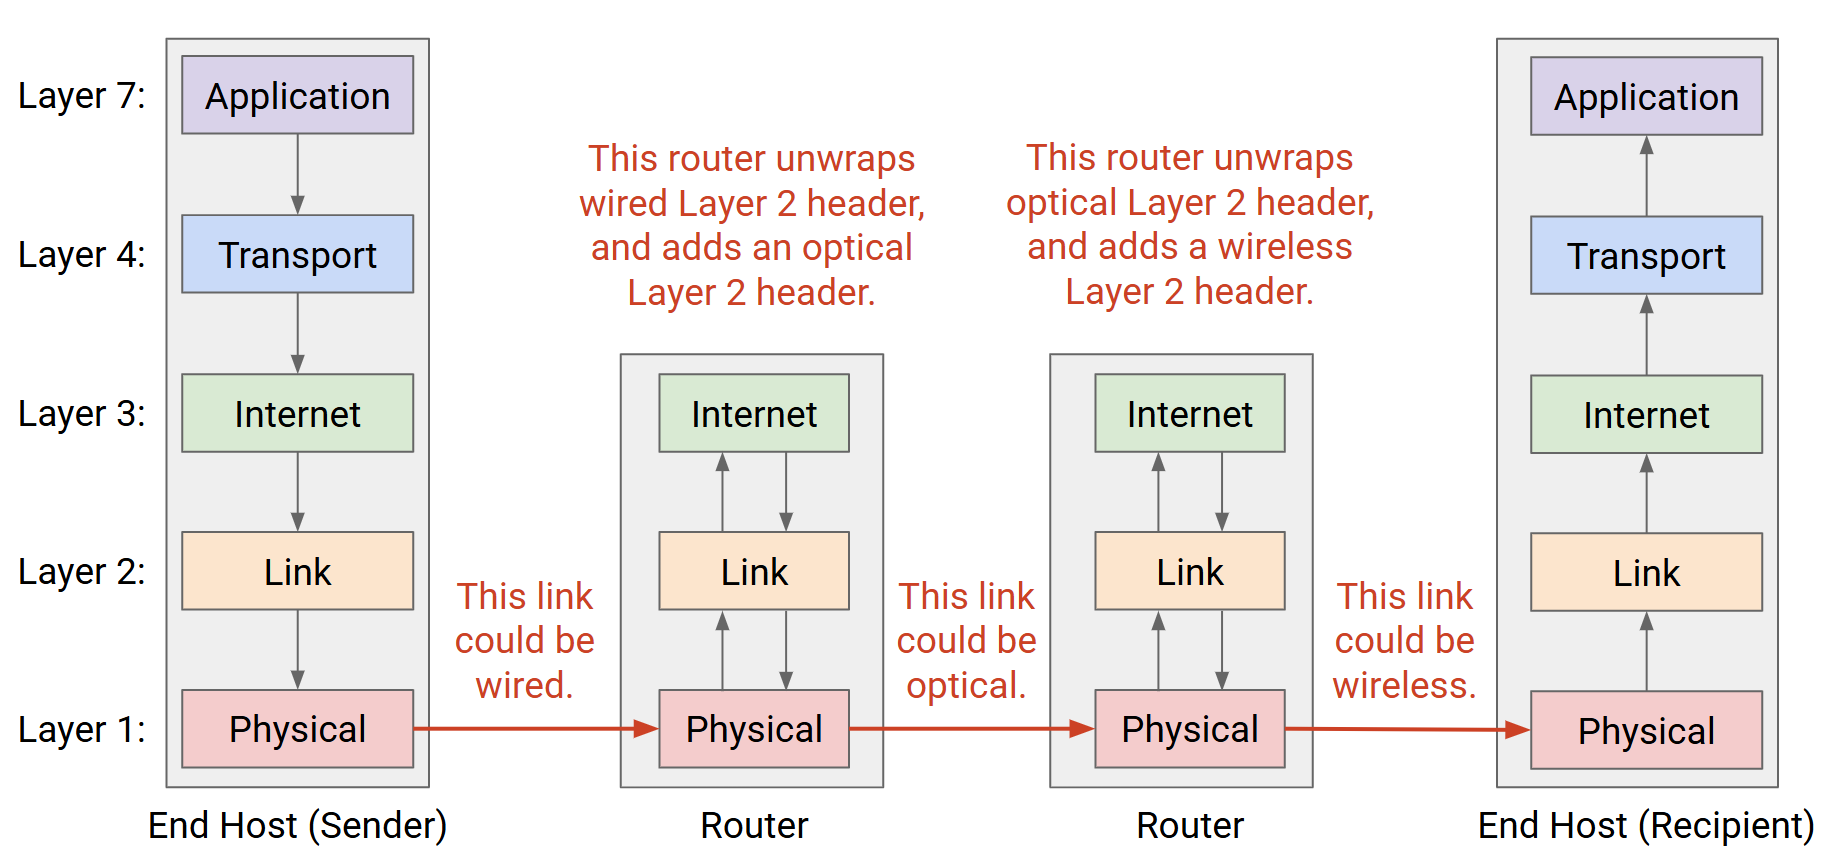 Layer 7:
Application
Application
This router unwraps
wired Layer 2 header,
and adds an optical
Layer 2 header.
This router unwraps
optical Layer 2 header,
and adds a wireless
Layer 2 header.
Layer 4:
Transport
Transport
Layer 3:
Internet
Internet
Internet
Internet
Layer 2:
Link
Link
Link
Link
This link
could be
wired.
This link
could be
optical.
This link
could be
wireless.
Layer 1:
Physical
Physical
Physical
Physical
End Host (Sender)
Router
Router
End Host (Recipient)